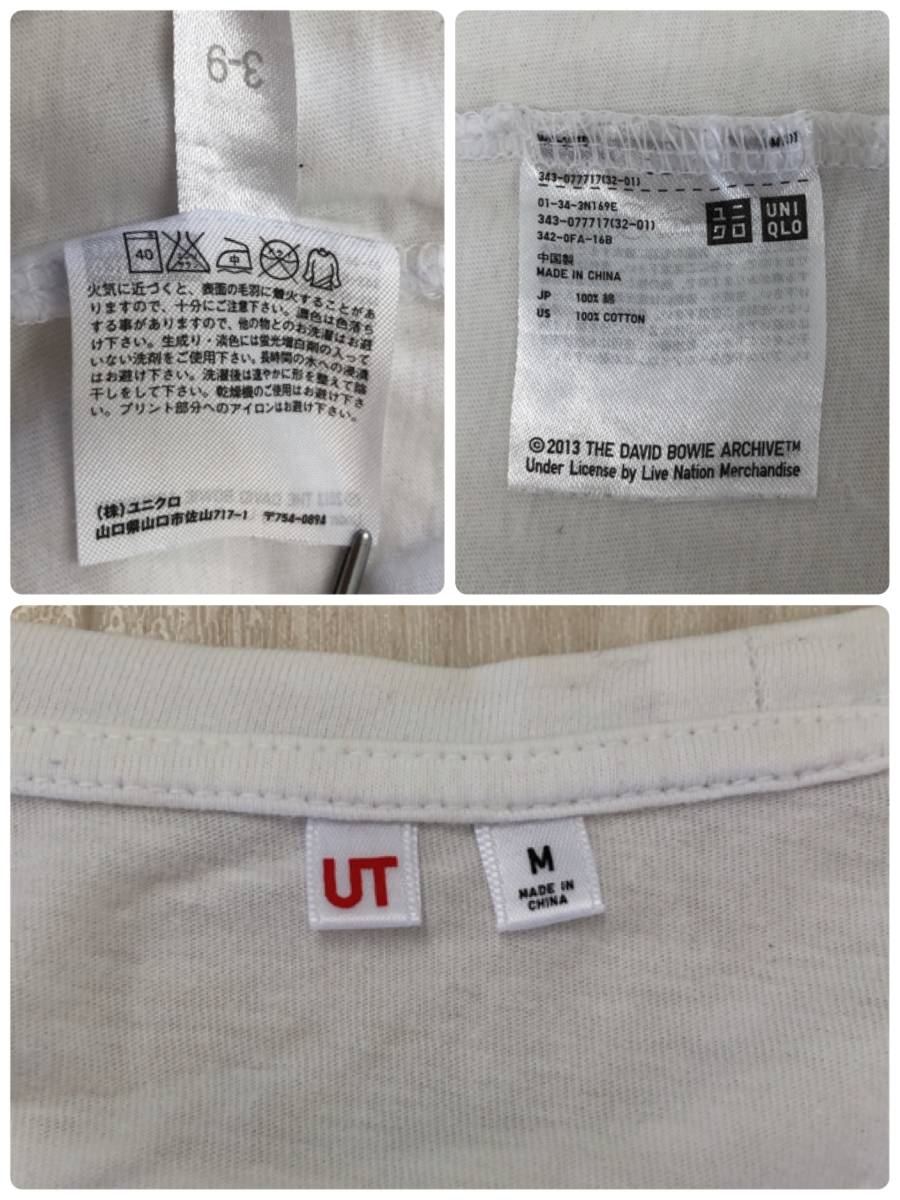 3-9
40
エンソ
サラシ
中
火気に近づくと、表面の毛羽に着火することがあ
りますので、十分にご注意下さい。濃色は色落ち
する事がありますので、他の物とのお洗濯はお避
け下さい。生成り・淡色には蛍光増白剤の入って
いない洗剤をご使用下さい。長時間の水への浸漬
はお避け下さい。洗濯後は速やかに形を整えて陰
干しをして下さい。乾燥機のご使用はお避け下さ
い。プリント部分へのアイロンはお避け下さい。
(株)ユニクロ
山口県山口市佐山717-1 〒754-0894
343-077717(32-01)
01-34-3N169E
343-077717(32-01)
342-0FA-16B
ユニクロ
UNIQLO
中国製
MADE IN CHINA
JP 100% 綿
US 100% COTTON
©2013 THE DAVID BOWIE ARCHIVE™
Under License by Live Nation Merchandise
UT
M
MADE IN
CHINA